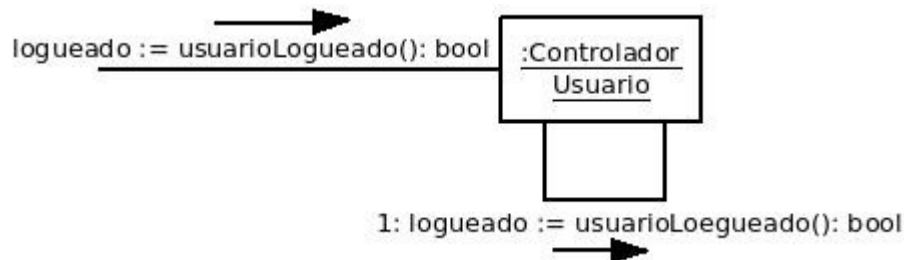 logueado := usuarioLogueado(): bool
:Controlador
Usuario
1: logueado := usuarioLoegueado(): bool